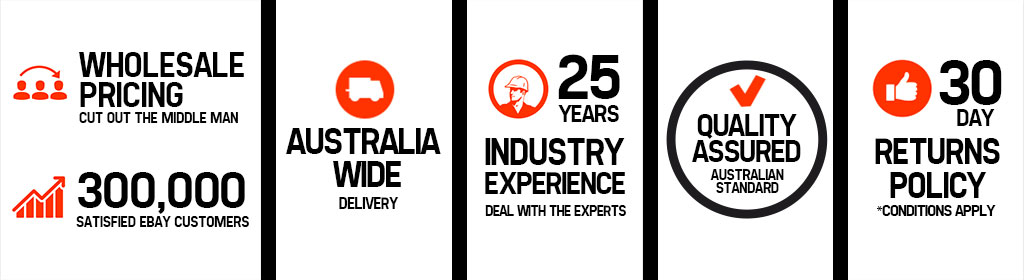 WHOLESALE
PRICING
CUT OUT THE MIDDLE MAN
300,000
SATISFIED EBAY CUSTOMERS
AUSTRALIA
WIDE
DELIVERY
25
YEARS
INDUSTRY
EXPERIENCE
DEAL WITH THE EXPERTS
QUALITY
ASSURED
AUSTRALIAN
STANDARD
30
DAY
RETURNS
POLICY
*CONDITIONS APPLY